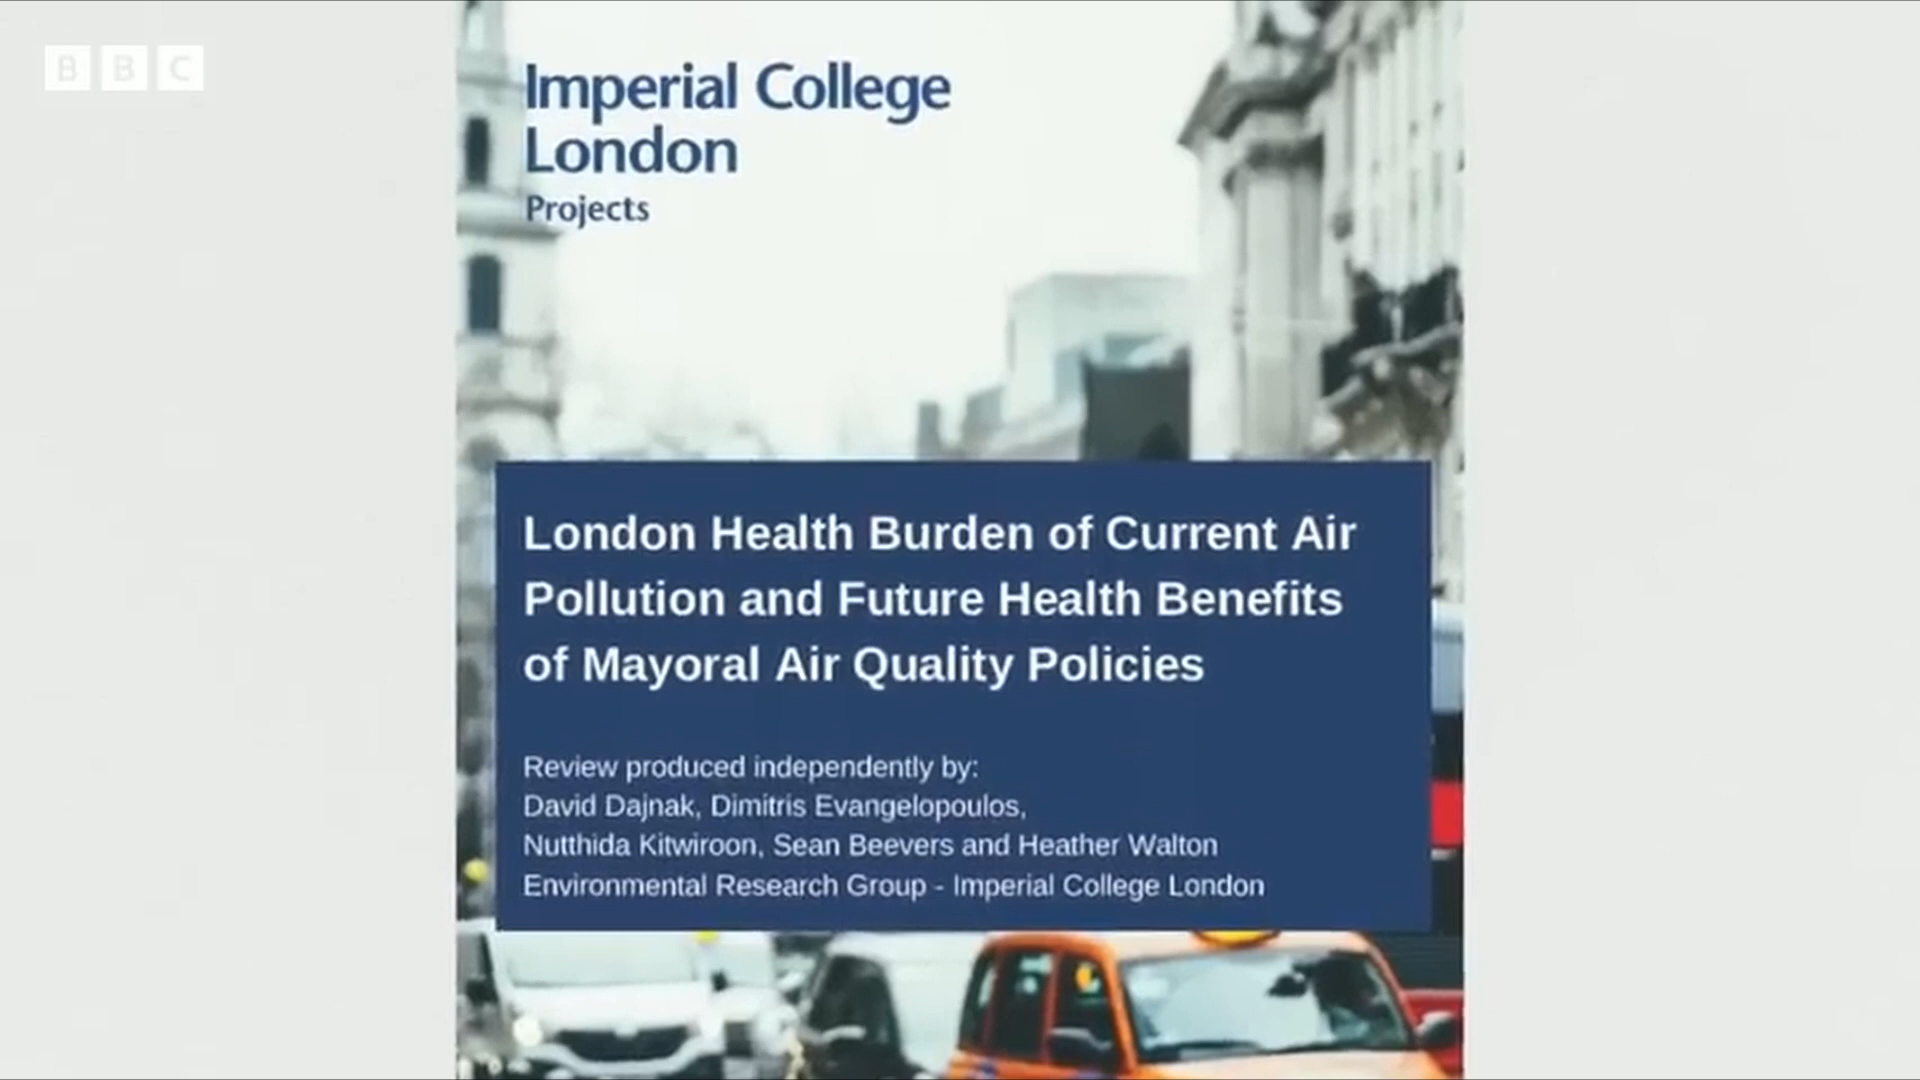 BBC
Imperial College
London
Projects
London Health Burden of Current Air
Pollution and Future Health Benefits
of Mayoral Air Quality Policies
Review produced independently by:
David Dajnak, Dimitris Evangelopoulos,
Nutthida Kitwiroon, Sean Beevers and Heather Walton
Environmental Research Group - Imperial College London